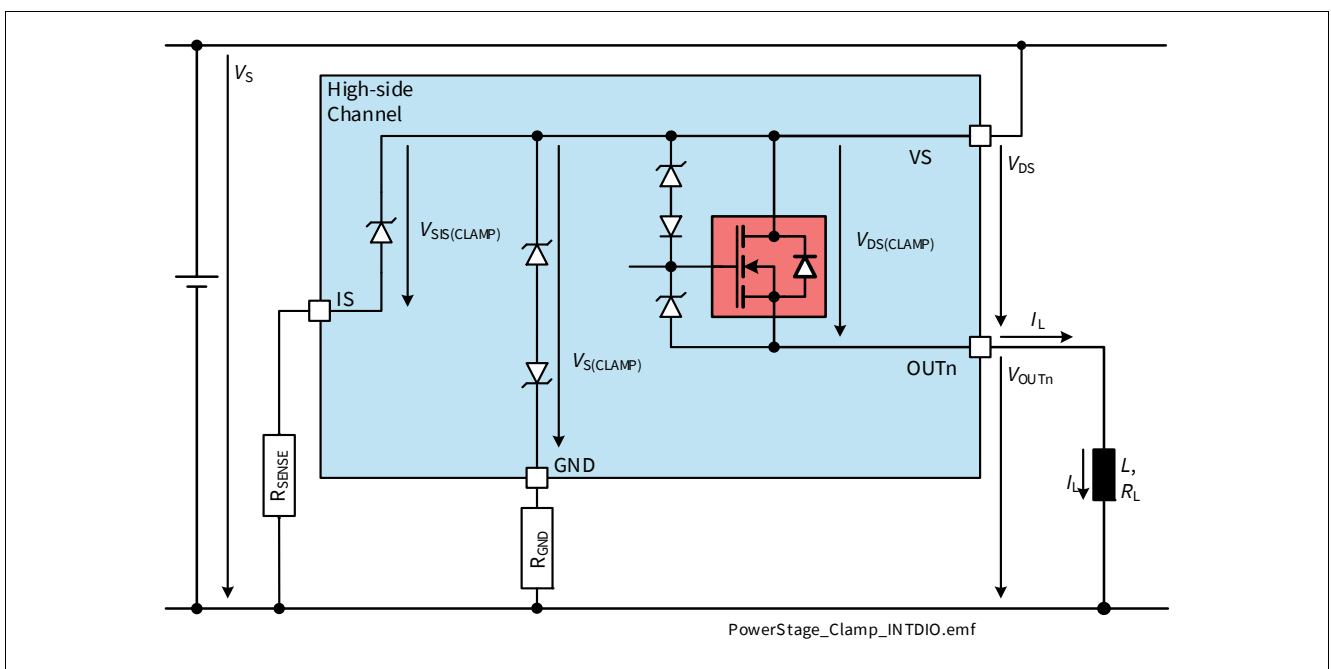 VS
High-side
Channel
VS
VDS
VSIS(CLAMP)
VDS(CLAMP)
IS
IL
VS(CLAMP)
OUTn
VOUTn
GND
RSENSE
IL
L,
RL
RGND
PowerStage_Clamp_INTDIO.emf